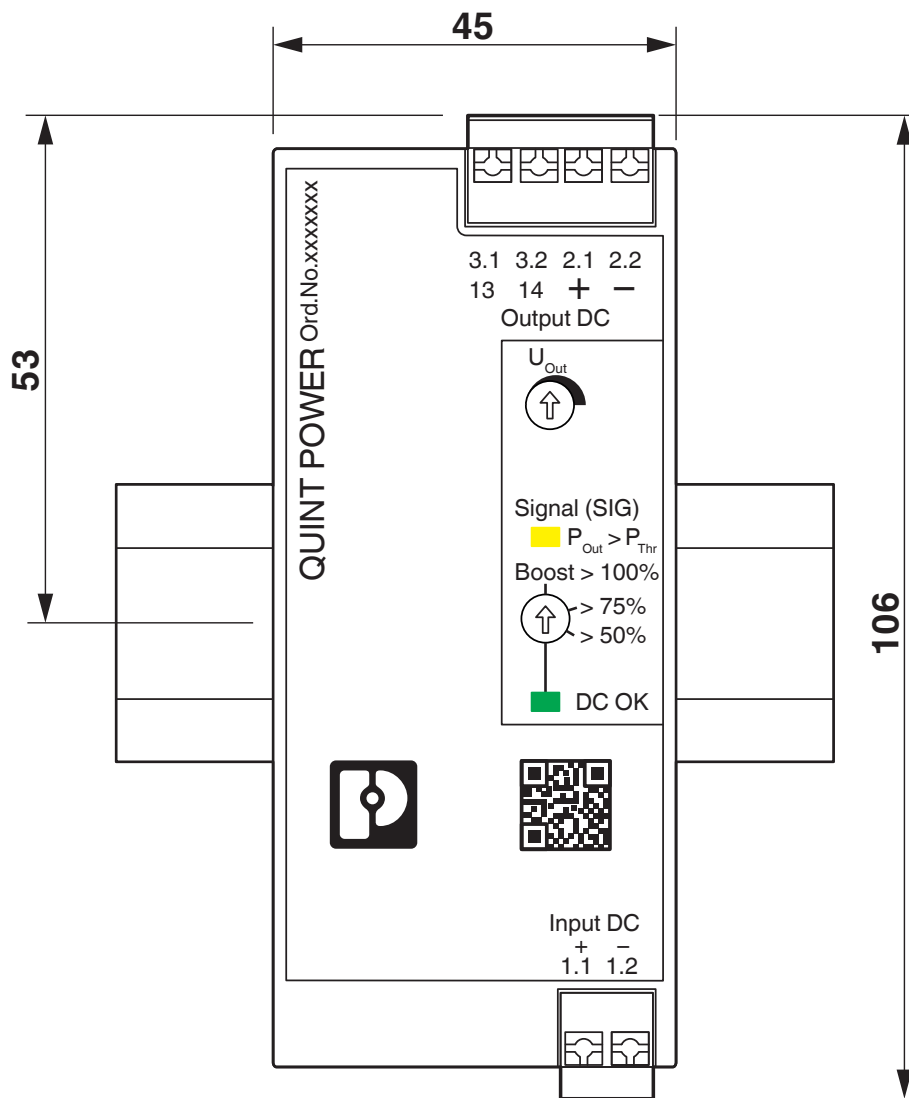 45
53
106
QUINT POWER Ord.No.xxxxxxx
3.1 3.2 2.1 2.2
13 14 + −
Output DC
U Out
Signal (SIG)
P Out > P Thr
Boost > 100%
> 75%
> 50%
DC OK
Input DC
+ −
1.1 1.2